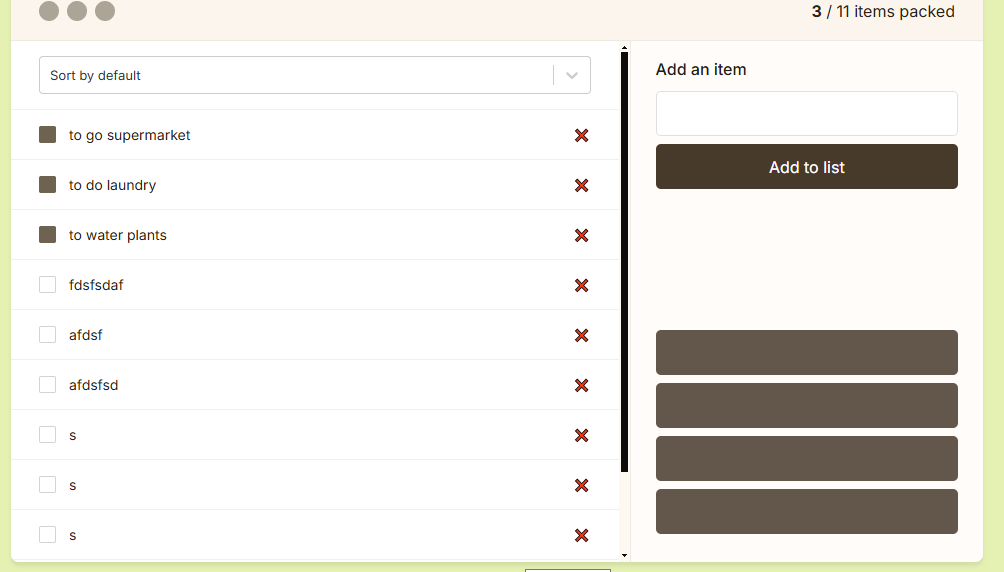 3 / 11 items packed
Sort by default
to go supermarket
to do laundry
to water plants
fdsfsdaf
afdsf
afdsfsd
s
s
s
Add an item
Add to list